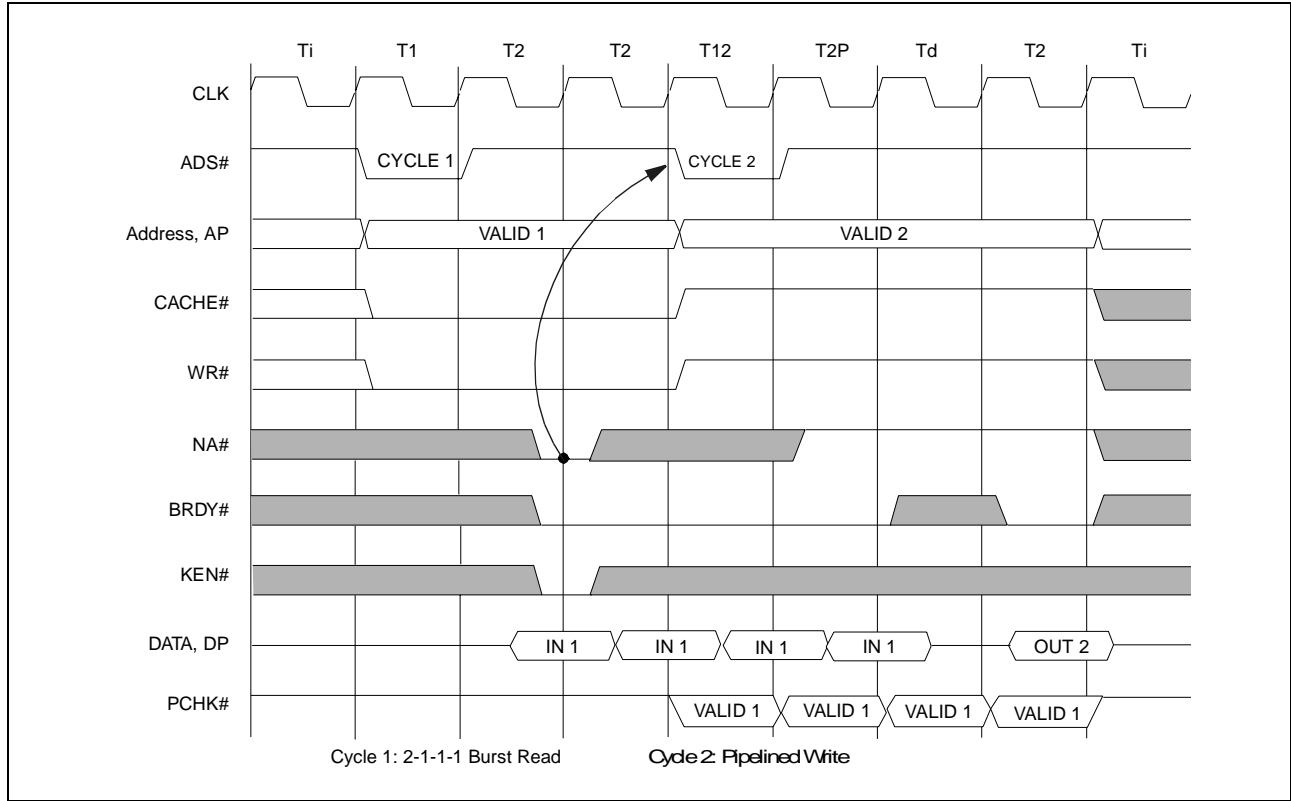 Ti T1 T2 T2 T12 T2P Td T2 Ti
CLK
ADS# CYCLE 1 CYCLE 2
Address, AP VALID 1 VALID 2
CACHE#
WR#
NA#
BRDY#
KEN#
DATA, DP IN 1 IN 1 IN 1 IN 1 OUT 2
PCHK# VALID 1 VALID 1 VALID 1 VALID 1
Cycle 1: 2-1-1-1 Burst Read Cycle 2: Pipelined Write